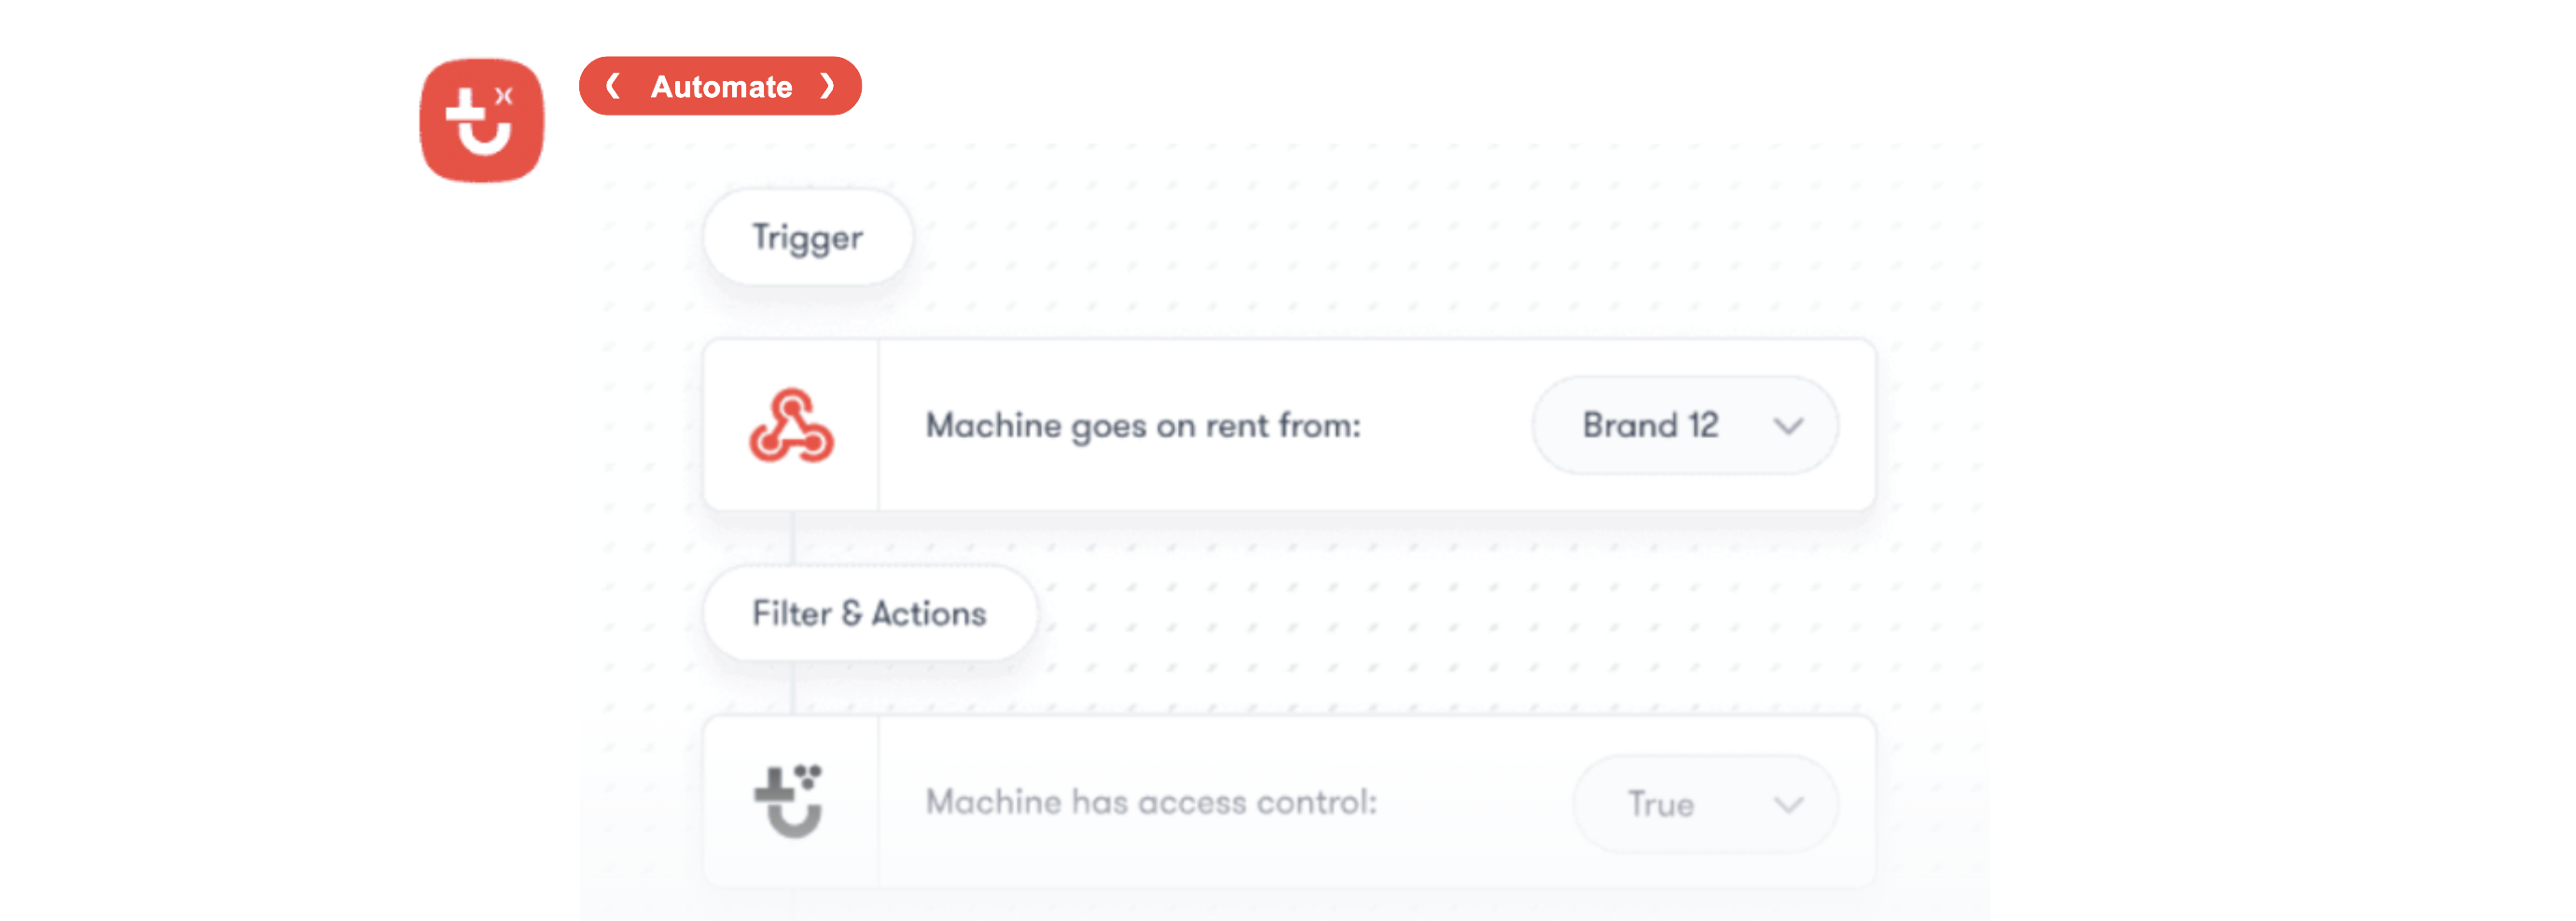 Automate
Trigger
Machine goes on rent from:
Brand 12
Filter & Actions
Machine has access control:
True